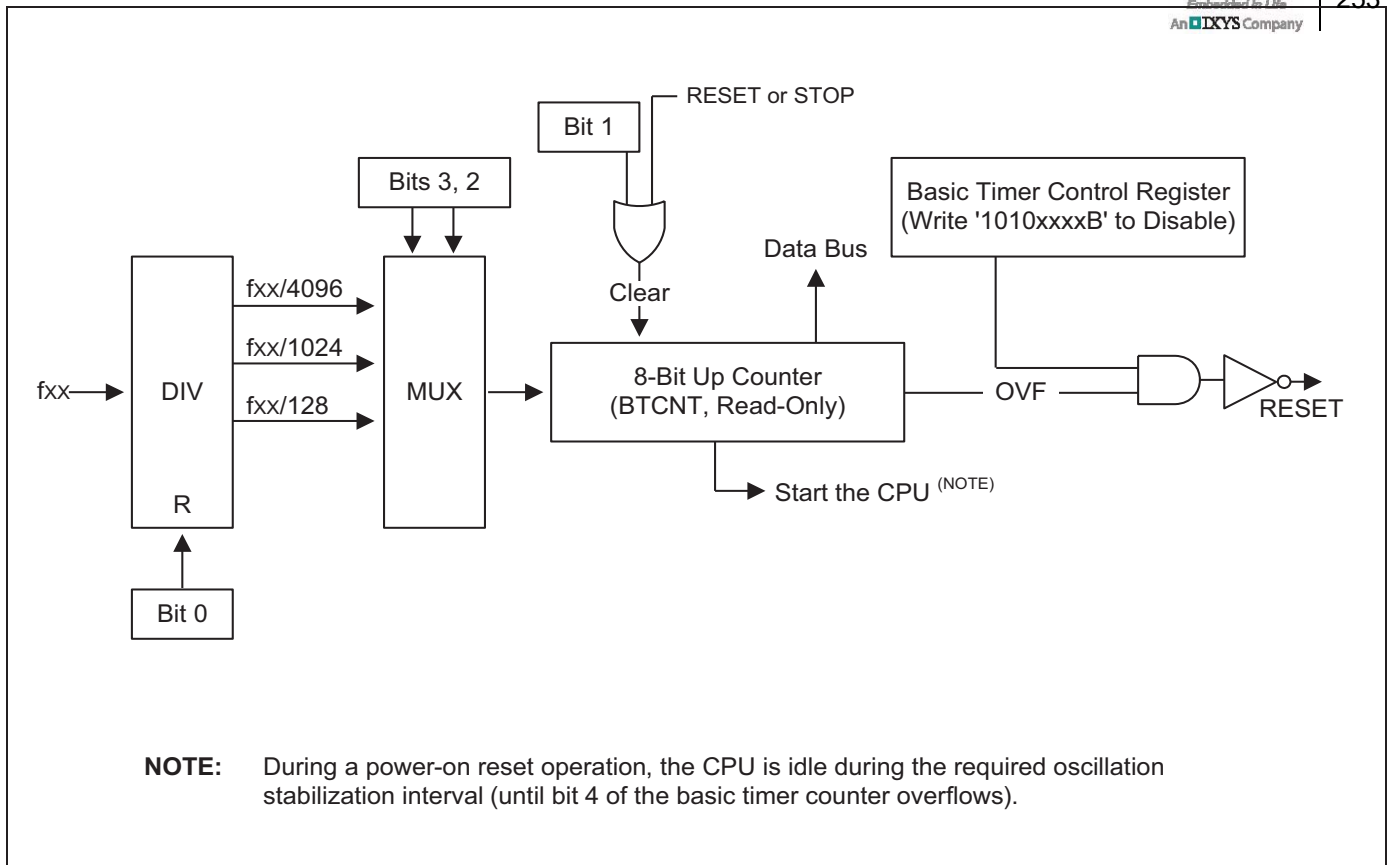 Embedded in Life
An IXYS Company
RESET or STOP
Bit 1
Bits 3, 2
Basic Timer Control Register
(Write '1010xxxxB' to Disable)
Data Bus
fxx/4096
Clear
fxx/1024
fxx
DIV
MUX
8-Bit Up Counter
(BTCNT, Read-Only)
OVF
fxx/128
RESET
R
Start the CPU (NOTE)
Bit 0
NOTE: During a power-on reset operation, the CPU is idle during the required oscillation
stabilization interval (until bit 4 of the basic timer counter overflows).